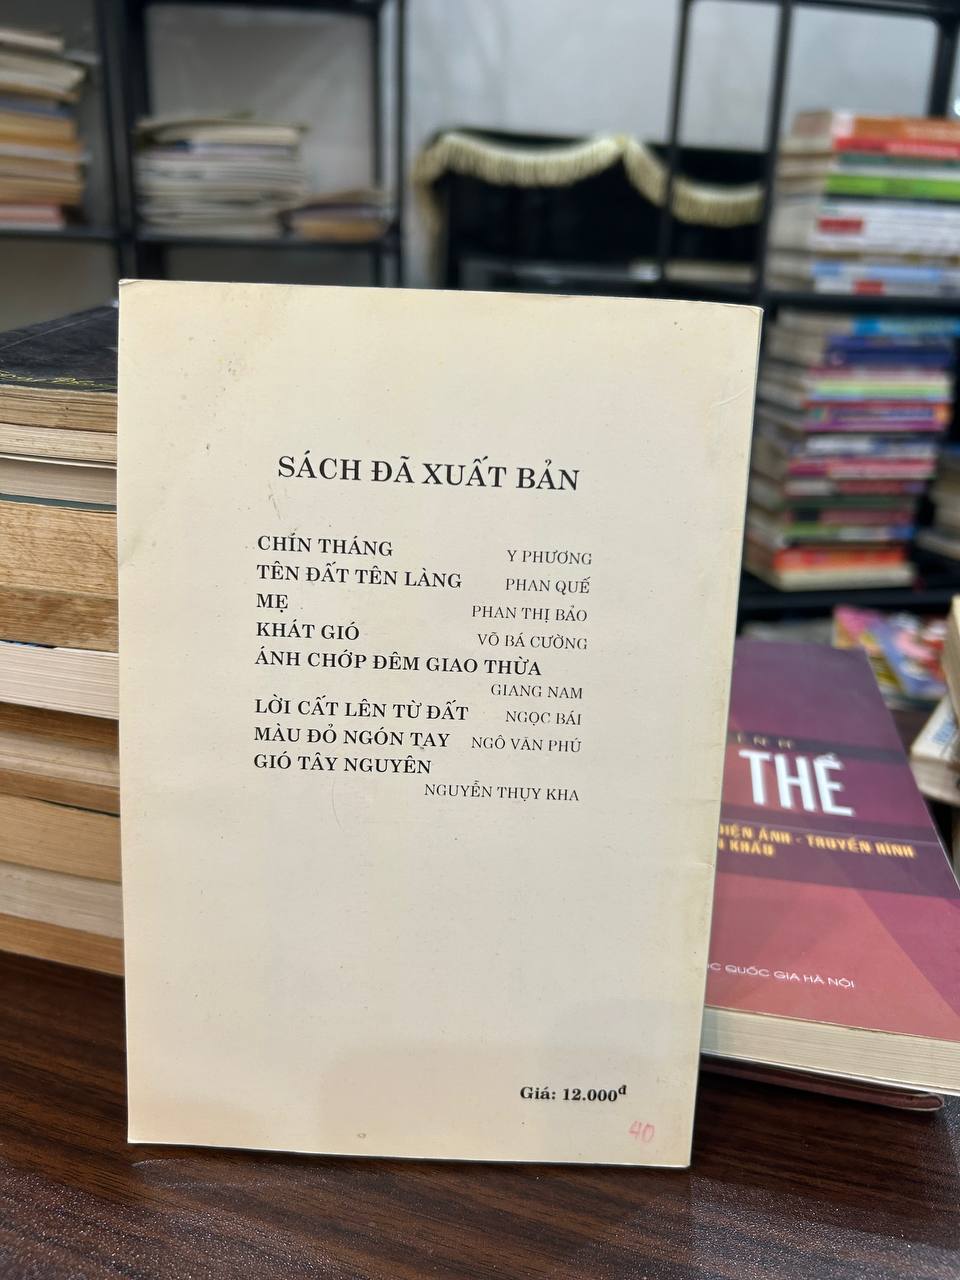 SÁCH ĐÃ XUẤT BẢN
CHÍN THÁNG Y PHƯƠNG
TÊN ĐẤT TÊN LÀNG PHAN QUẾ
MẸ PHAN THỊ BẢO
KHÁT GIÓ VÕ BÁ CƯỜNG
ÁNH CHỚP ĐÊM GIAO THỪA
GIANG NAM
LỜI CẤT LÊN TỪ ĐẤT NGỌC BÁI
MÀU ĐỎ NGÓN TAY NGÔ VĂN PHÚ
GIÓ TÂY NGUYÊN
NGUYỄN THỤY KHA
Giá: 12.000đ
40
THỂ
ĐIỆN ẢNH - TRUYỀN HÌNH
KHẤU
QUỐC GIA HÀ NỘI